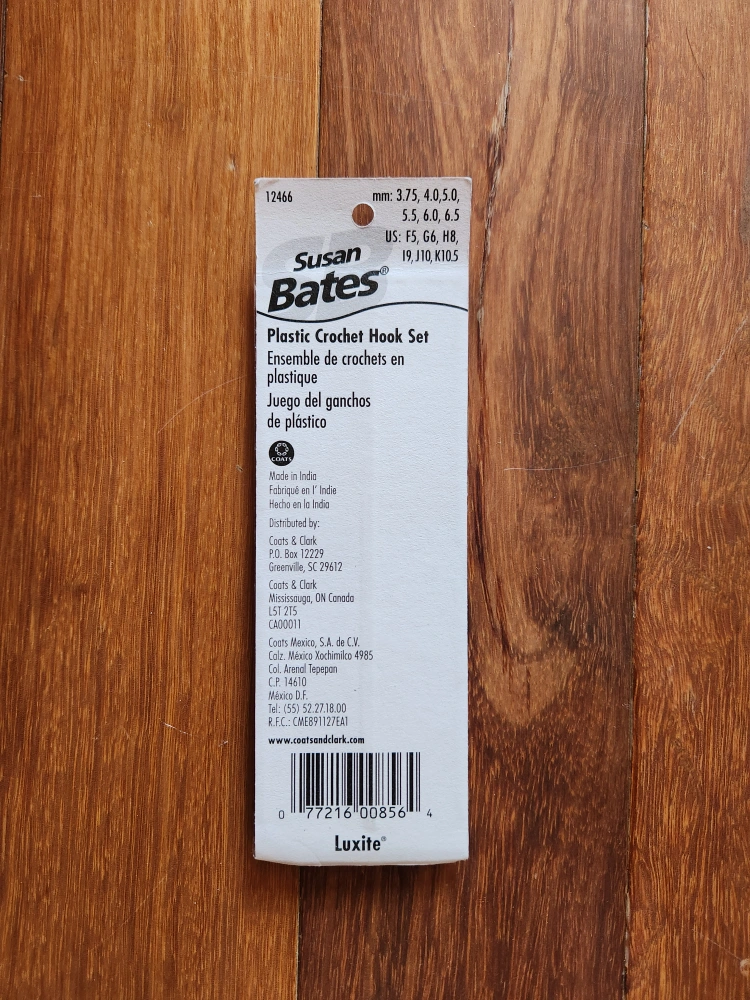 12466
mm: 3.75, 4.0,5.0,
5.5, 6.0, 6.5
US: F5, G6, H8,
I9, J10, K10.5
Susan
Bates®
Plastic Crochet Hook Set
Ensemble de crochets en
plastique
Juego del ganchos
de plástico
COATS
Made in India
Fabriqué en I' Indie
Hecho en la India
Distributed by:
Coats & Clark
P.O. Box 12229
Greenville, SC 29612
Coats & Clark
Mississauga, ON Canada
L5T 2T5
CA00011
Coats Mexico, S.A. de C.V.
Calz. México Xochimilco 4985
Col. Arenal Tepepan
C.P. 14610
México D.F.
Tel: (55) 52.27.18.00
R.F.C.: CME891127EA1
www.coatsandclark.com
0 77216 00856 4
Luxite®